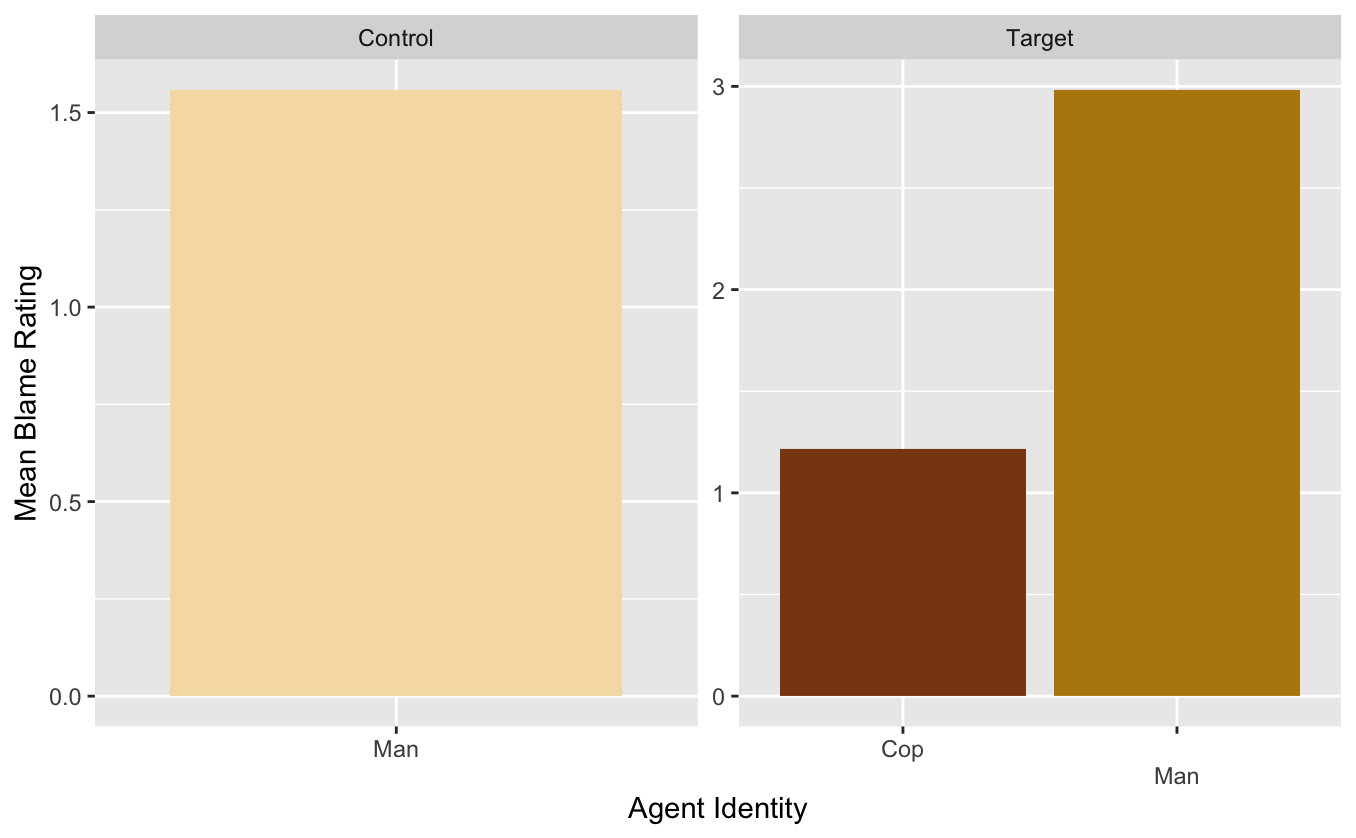 Control
Target
Mean Blame Rating
1.5
1.0
0.5
0.0
3
2
1
0
Man
Cop
Man
Agent Identity